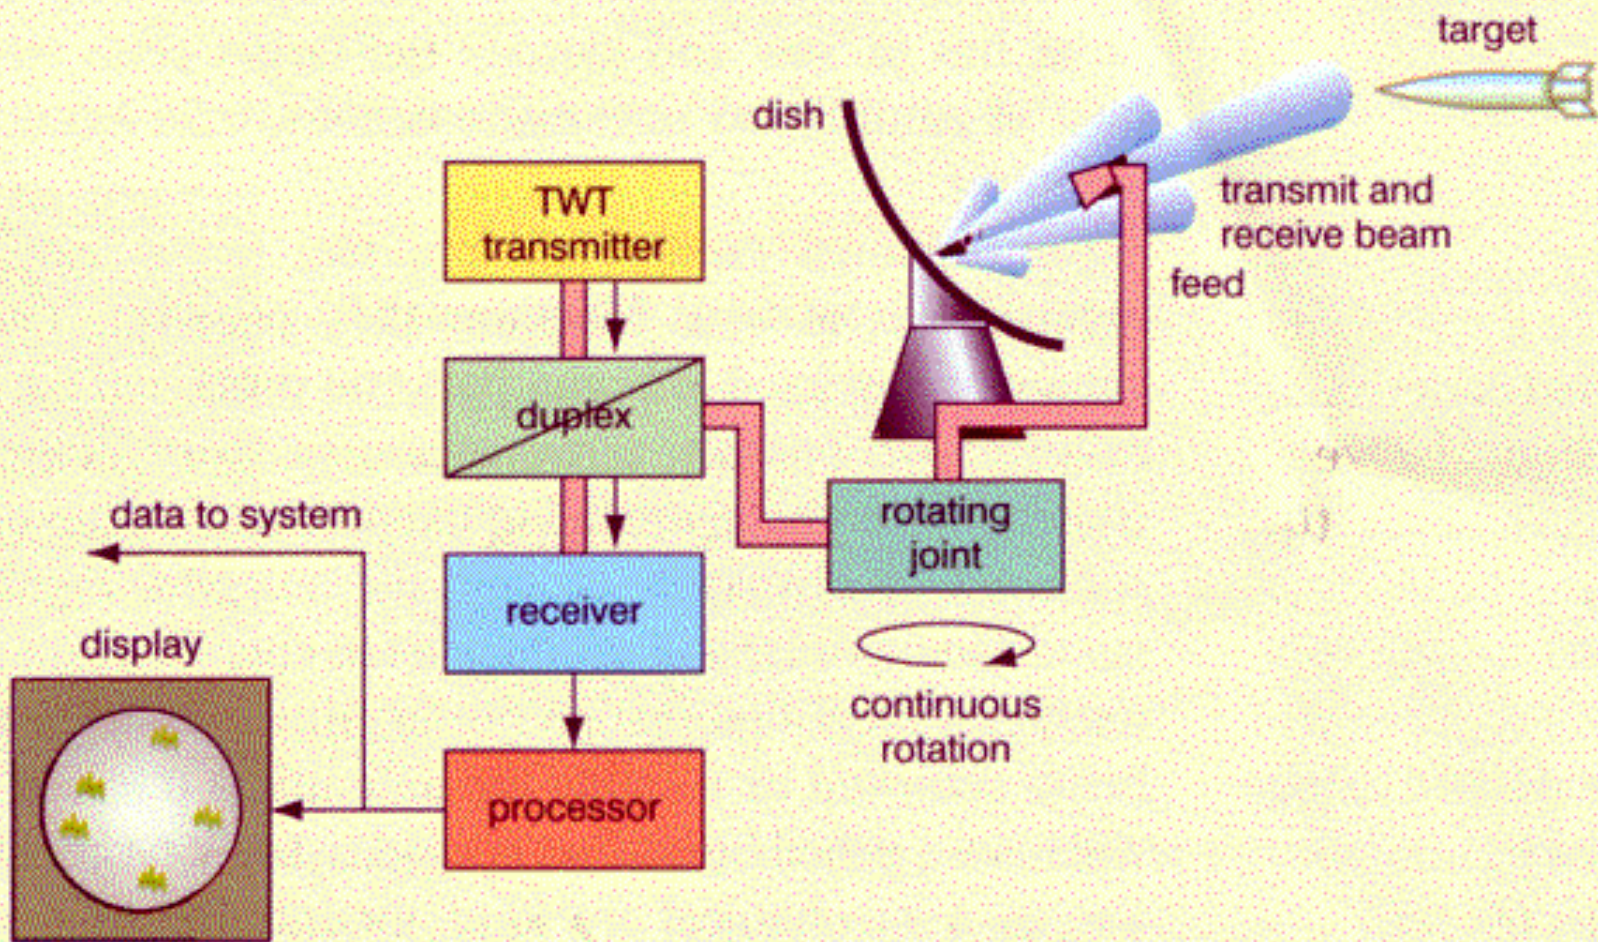 target
dish
TWT
transmitter
transmit and
receive beam
feed
duplex
data to system
rotating
joint
receiver
display
continuous
rotation
processor